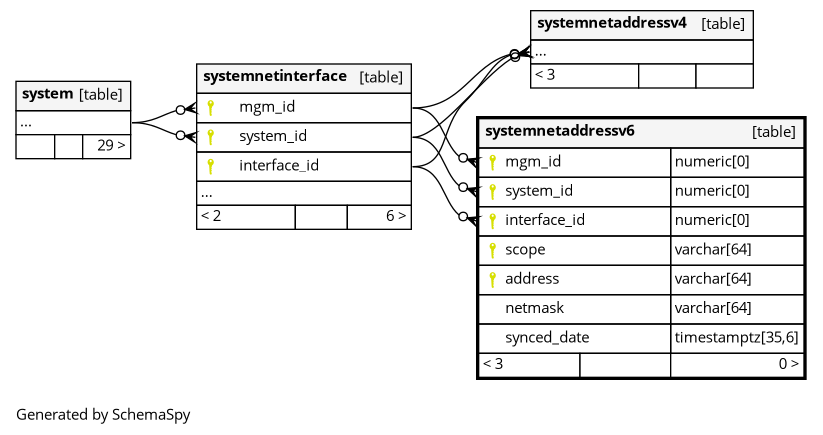 systemnetaddressv4 [table]
...
< 3
system [table]
...
29 >
systemnetinterface [table]
mgm_id
system_id
interface_id
...
< 2 6 >
systemnetaddressv6 [table]
mgm_id numeric[0]
system_id numeric[0]
interface_id numeric[0]
scope varchar[64]
address varchar[64]
netmask varchar[64]
synced_date timestamptz[35,6]
< 3 0 >
Generated by SchemaSpy